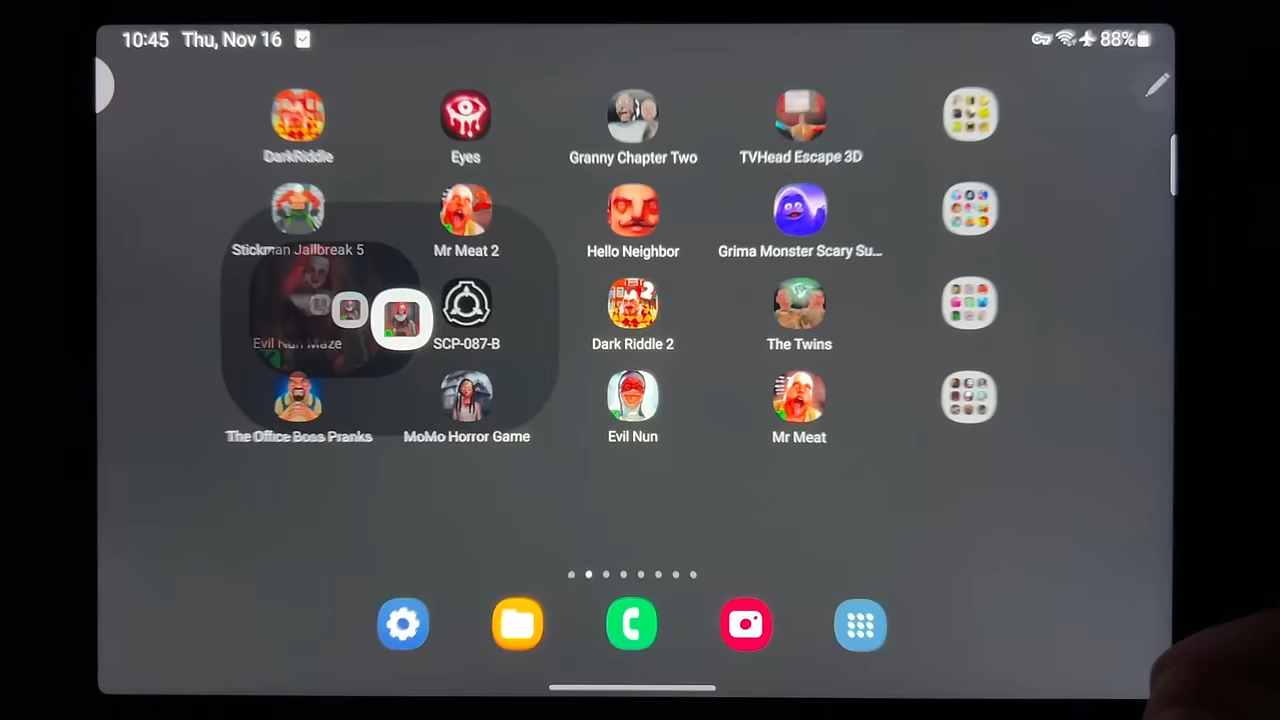 10:45 Thu, Nov 16 88%
DarkRiddle Eyes Granny Chapter Two TVHead Escape 3D
Stickman Jailbreak 5 Mr Meat 2 Hello Neighbor Grima Monster Scary Su...
Evil Nun Maze SCP-087-B Dark Riddle 2 The Twins
2
The Office Boss Pranks MoMo Horror Game Evil Nun Mr Meat